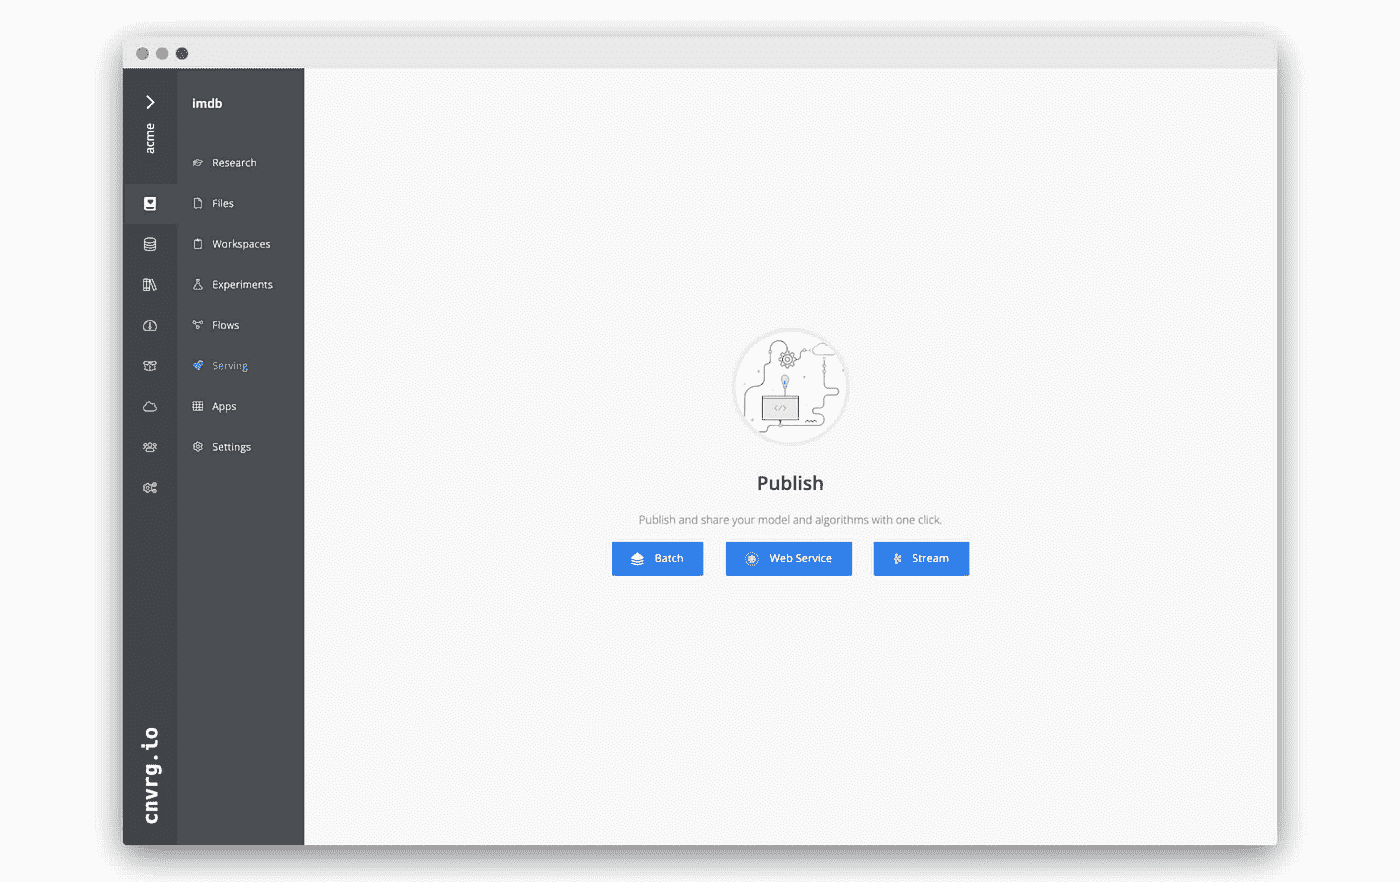 acme
imdb
Research
Files
Workspaces
Experiments
Flows
Serving
Apps
Settings
cnvrg.io
</>
Publish
Publish and share your model and algorithms with one click.
Batch
Web Service
Stream